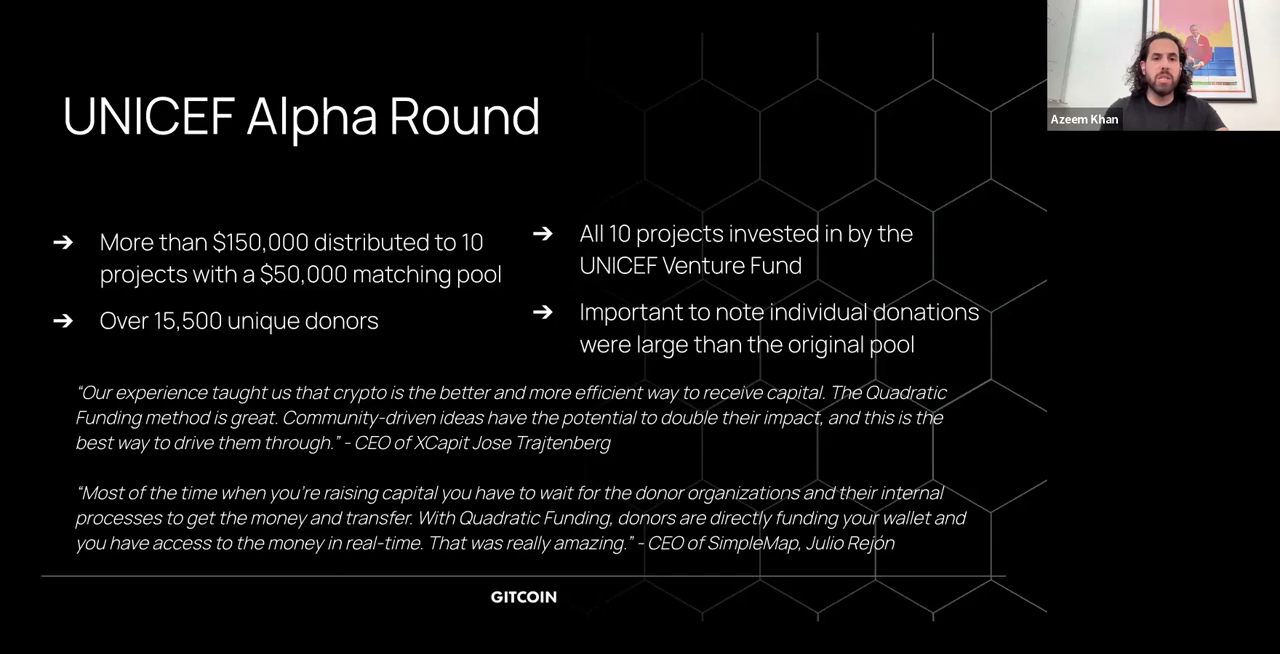 UNICEF Alpha Round
➔ More than $150,000 distributed to 10
projects with a $50,000 matching pool
➔ Over 15,500 unique donors
➔ All 10 projects invested in by the
UNICEF Venture Fund
➔ Important to note individual donations
were large than the original pool
“Our experience taught us that crypto is the better and more efficient way to receive capital. The Quadratic
Funding method is great. Community-driven ideas have the potential to double their impact, and this is the
best way to drive them through.” - CEO of XCapit Jose Trajtenberg
“Most of the time when you're raising capital you have to wait for the donor organizations and their internal
processes to get the money and transfer. With Quadratic Funding, donors are directly funding your wallet and
you have access to the money in real-time. That was really amazing.” - CEO of SimpleMap, Julio Rejón
GITCOIN
Azeem Khan